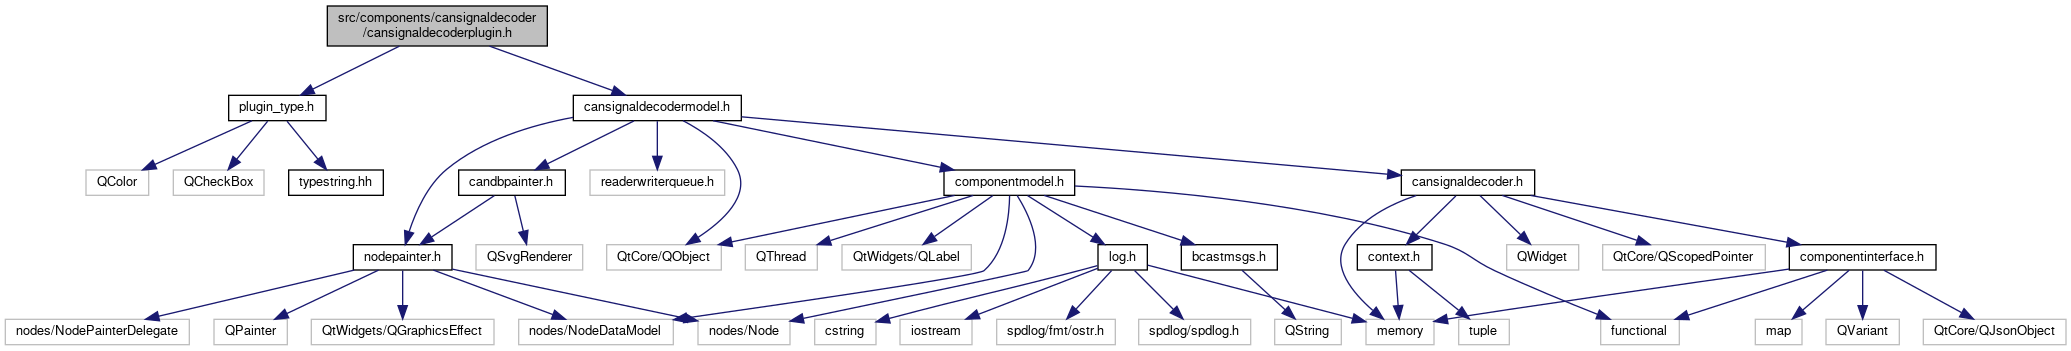 src/components/cansignaldecoder
/cansignaldecoderplugin.h
plugin_type.h
cansignaldecodermodel.h
QColor
QCheckBox
typestring.hh
candbpainter.h
readerwriterqueue.h
componentmodel.h
cansignaldecoder.h
nodepainter.h
QSvgRenderer
QtCore/QObject
QThread
QtWidgets/QLabel
log.h
bcastmsgs.h
context.h
QWidget
QtCore/QScopedPointer
componentinterface.h
nodes/NodePainterDelegate
QPainter
QtWidgets/QGraphicsEffect
nodes/NodeDataModel
nodes/Node
cstring
iostream
spdlog/fmt/ostr.h
spdlog/spdlog.h
QString
memory
tuple
functional
map
QVariant
QtCore/QJsonObject